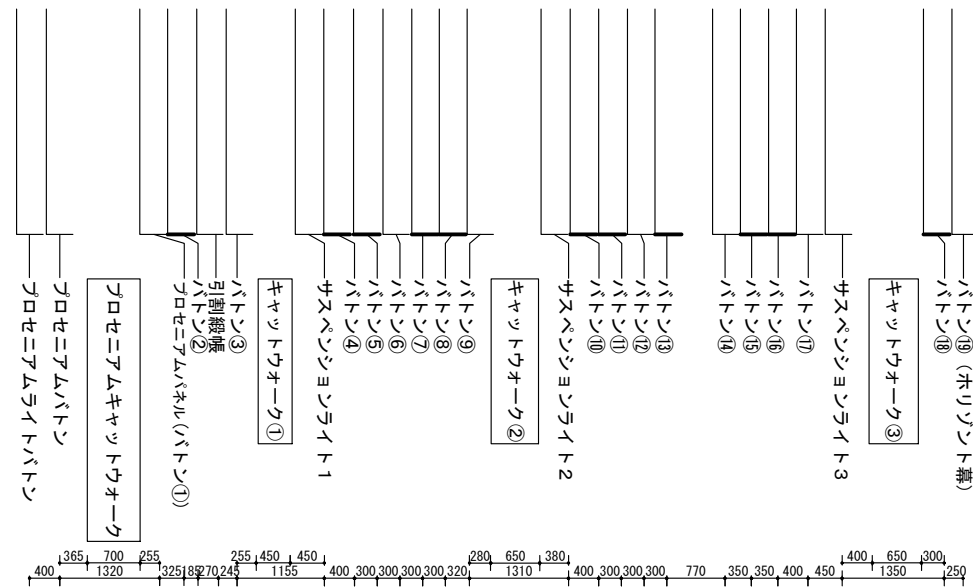 プロセニアムライトバトン
プロセニアムバトン
プロセニアムキャットウォーク
プロセニアムパネル(バトン①)
バトン②
引割緞帳
バトン③
キャットウォーク①
サスペンションライト1
バトン④
バトン⑤
バトン⑥
バトン⑦
バトン⑧
バトン⑨
キャットウォーク②
サスペンションライト2
バトン⑩
バトン⑪
バトン⑫
バトン⑬
バトン⑭
バトン⑮
バトン⑯
バトン⑰
サスペンションライト3
キャットウォーク③
バトン⑱
バトン⑲(ホリゾント幕)
365 700 255 255 450 450 280 650 380 400 650 300
400 1320 325 185 270 245 1155 400 300 300 300 300 320 1310 400 300 300 300 770 350 350 400 450 1350 250